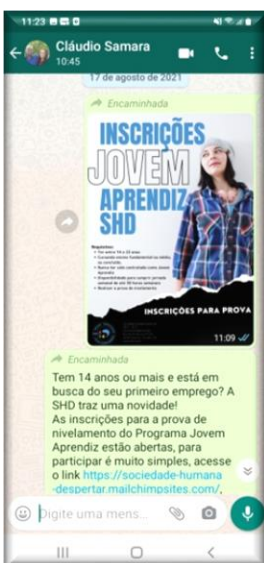 11:23
Cláudio Samara
10:45
17 de agosto de 2021
Encaminhada
INSCRIÇÕES
JOVEM
APRENDIZ
SHD
Requisitos:
INSCRIÇÕES PARA PROVA
11:09
Encaminhada
Tem 14 anos ou mais e está em
busca do seu primeiro emprego? A
SHD traz uma novidade!
As inscrições para a prova de
nivelamento do Programa Jovem
Aprendiz estão abertas, para
participar é muito simples, acesse
o link https://sociedade-humana
-despertar.mailchimpsites.com/,
Digite uma mens...